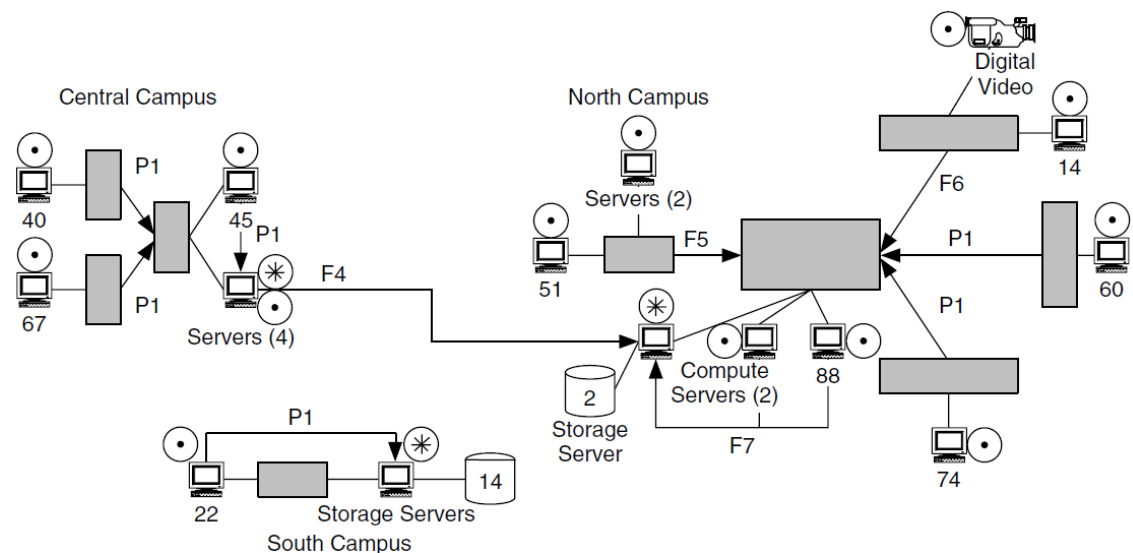 Central Campus
40
P1
67
P1
45
P1
Servers (4)
F4
North Campus
Servers (2)
51
F5
Digital
Video
14
F6
P1
60
P1
74
Compute
Servers (2)
88
F7
2
Storage
Server
P1
22
Storage Servers
14
South Campus